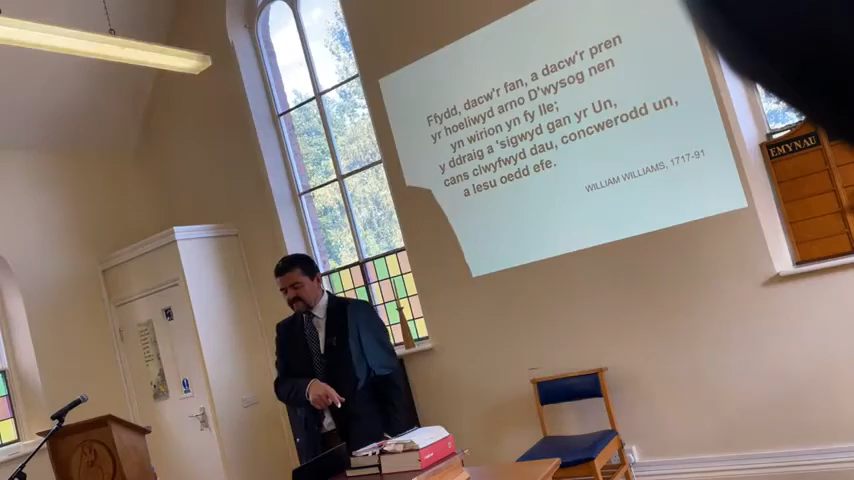 Ffydd, dacw'r fan, a dacw'r pren
yr hoeliwyd arno D'wysog nen
yn wirion yn fy lle;
y ddraig a 'sigwyd gan yr Un,
cans clwyfwyd dau, concwerodd un,
a Iesu oedd efe.
WILLIAM WILLIAMS, 1717-91
EMYNAU